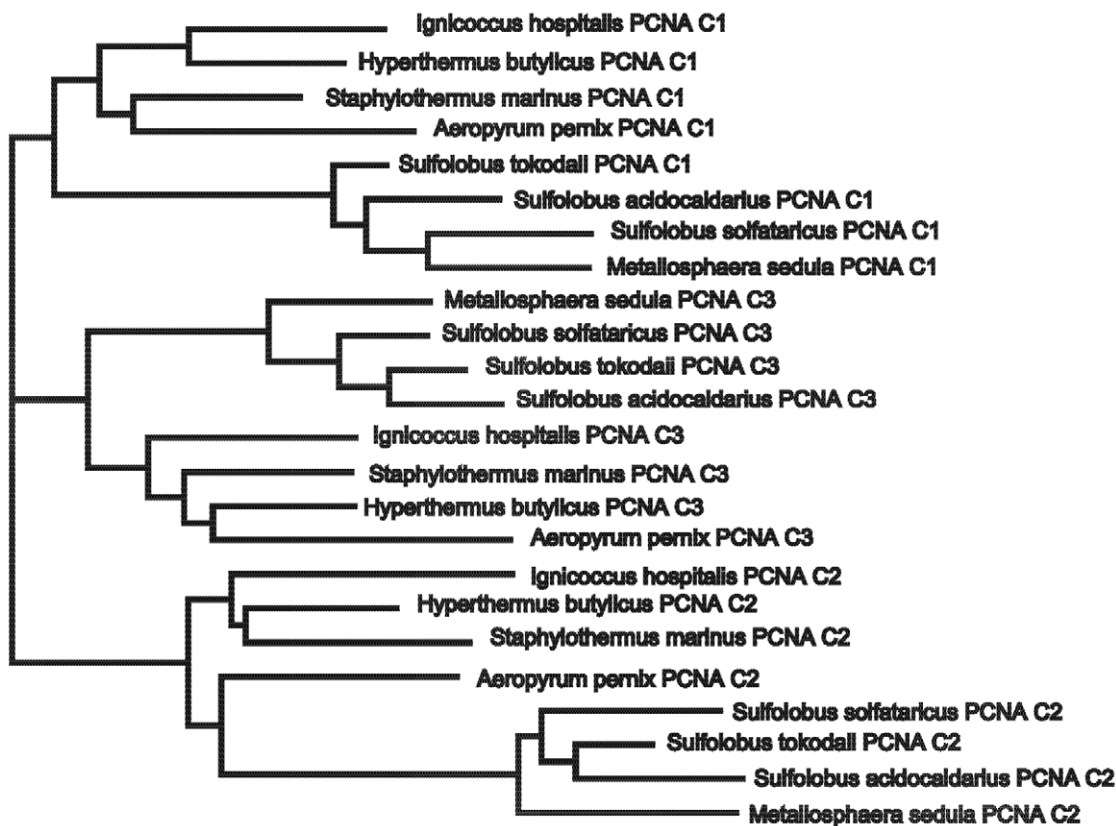 Ignicoccus hospitalis PCNA C1
Hyperthermus butylicus PCNA C1
Staphylothermus marinus PCNA C1
Aeropyrum pernix PCNA C1
Sulfolobus tokodaii PCNA C1
Sulfolobus acidocaldarius PCNA C1
Sulfolobus solfataricus PCNA C1
Metallosphaera sedula PCNA C1
Metallosphaera sedula PCNA C3
Sulfolobus solfataricus PCNA C3
Sulfolobus tokodaii PCNA C3
Sulfolobus acidocaldarius PCNA C3
Ignicoccus hospitalis PCNA C3
Staphylothermus marinus PCNA C3
Hyperthermus butylicus PCNA C3
Aeropyrum pernix PCNA C3
Ignicoccus hospitalis PCNA C2
Hyperthermus butylicus PCNA C2
Staphylothermus marinus PCNA C2
Aeropyrum pernix PCNA C2
Sulfolobus solfataricus PCNA C2
Sulfolobus tokodaii PCNA C2
Sulfolobus acidocaldarius PCNA C2
Metallosphaera sedula PCNA C2